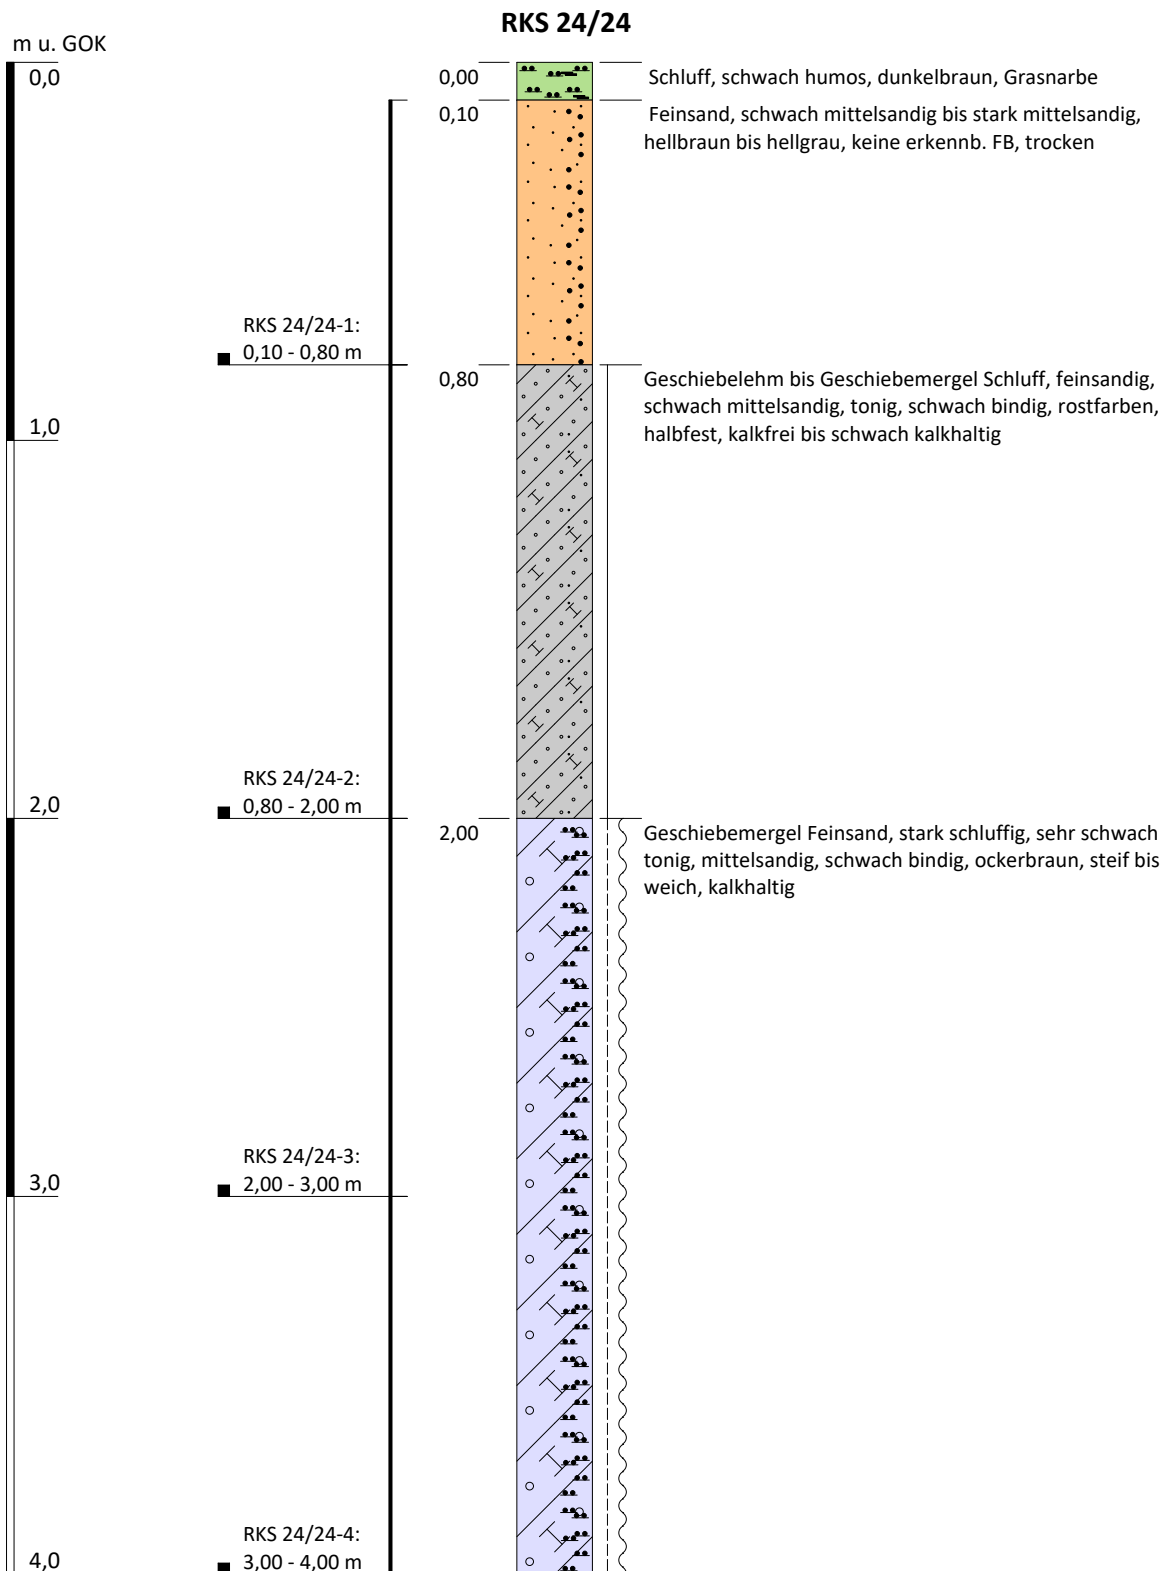 RKS 24/24
m u. GOK
0,0
0,00
Schluff, schwach humos, dunkelbraun, Grasnarbe
0,10
Feinsand, schwach mittelsandig bis stark mittelsandig,
hellbraun bis hellgrau, keine erkennb. FB, trocken
RKS 24/24-1:
0,10 - 0,80 m
0,80
Geschiebelehm bis Geschiebemergel Schluff, feinsandig,
schwach mittelsandig, tonig, schwach bindig, rostfarben,
halbfest, kalkfrei bis schwach kalkhaltig
1,0
RKS 24/24-2:
0,80 - 2,00 m
2,0
2,00
Geschiebemergel Feinsand, stark schluffig, sehr schwach
tonig, mittelsandig, schwach bindig, ockerbraun, steif bis
weich, kalkhaltig
RKS 24/24-3:
2,00 - 3,00 m
3,0
RKS 24/24-4:
3,00 - 4,00 m
4,0